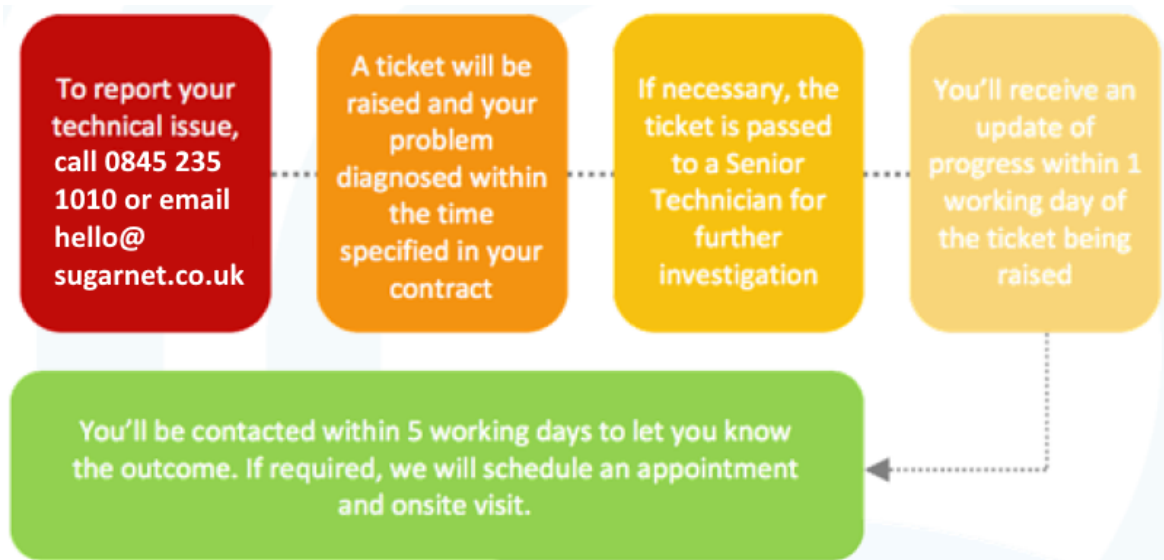 To report your
technical issue,
call 0845 235
1010 or email
hello@
sugarnet.co.uk
A ticket will be
raised and your
problem
diagnosed within
the time
specified in your
contract
If necessary, the
ticket is passed
to a Senior
Technician for
further
investigation
You’ll receive an
update of
progress within 1
working day of
the ticket being
raised
You’ll be contacted within 5 working days to let you know
the outcome. If required, we will schedule an appointment
and onsite visit.